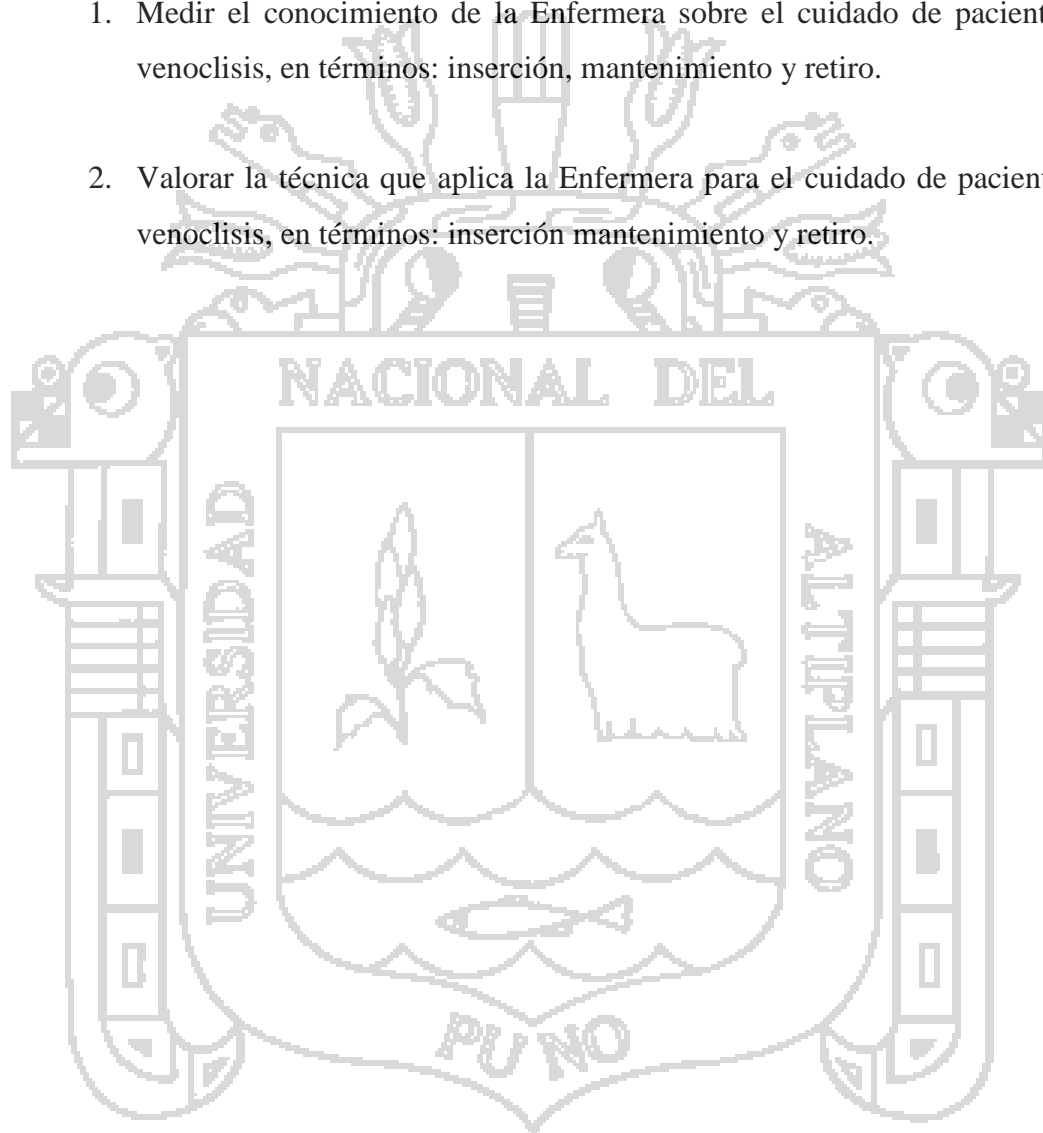 1. Medir el conocimiento de la Enfermera sobre el cuidado de pacient
venoclisis, en términos: inserción, mantenimiento y retiro.
2. Valorar la técnica que aplica la Enfermera para el cuidado de pacient
venoclisis, en términos: inserción mantenimiento y retiro.
NACIONAL DEL
UNIVERSIDAD
ALTIPLANO
PUNO